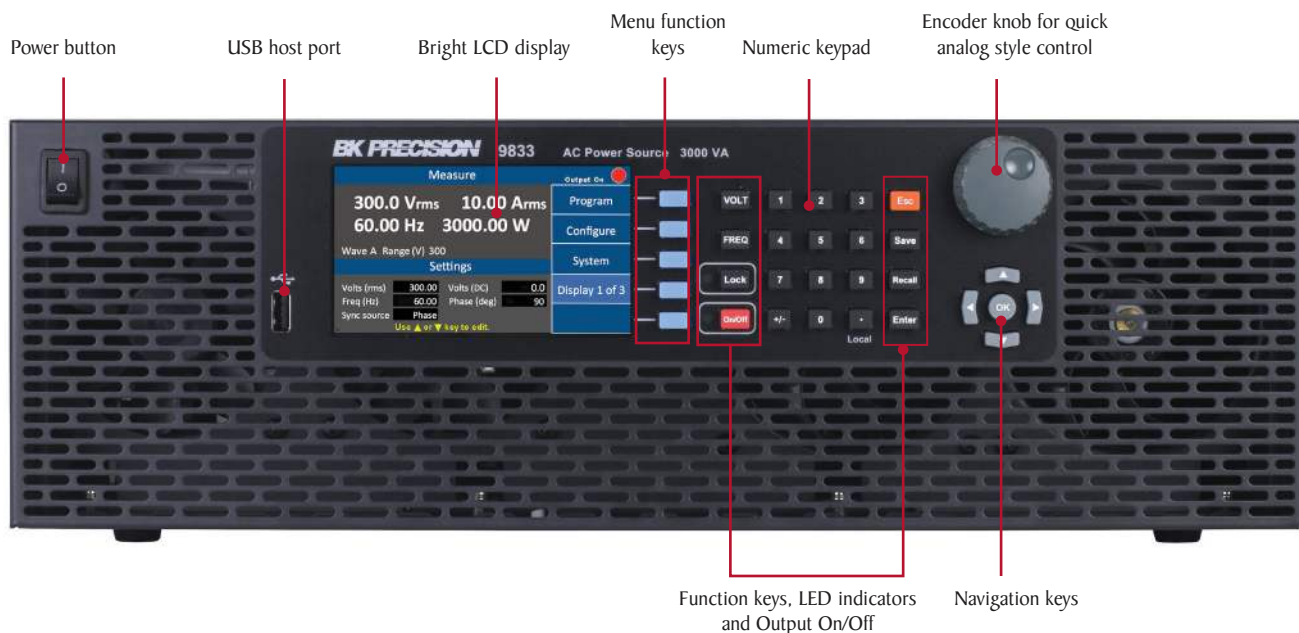 Menu function
keys
Encoder knob for quick
analog style control
Power button
USB host port
Bright LCD display
Numeric keypad
BK PRECISION 9833 AC Power Source 3000 VA
Measure
Output On
300.0 Vrms 10.00 Arms
60.00 Hz 3000.00 W
Wave A Range (V) 300
Settings
Volts (rms) 300.00 Volts (DC) 0.0
Freq (Hz) 60.00 Phase (deg) 90
Sync source Phase
Use ▲ or ▼ key to edit.
Program
Configure
System
Display 1 of 3
VOLT 1 2 3 Esc
FREQ 4 5 6 Save
Lock 7 8 9 Recall
On/Off +/- 0 . Enter
Local
OK
I
O
Function keys, LED indicators
and Output On/Off
Navigation keys